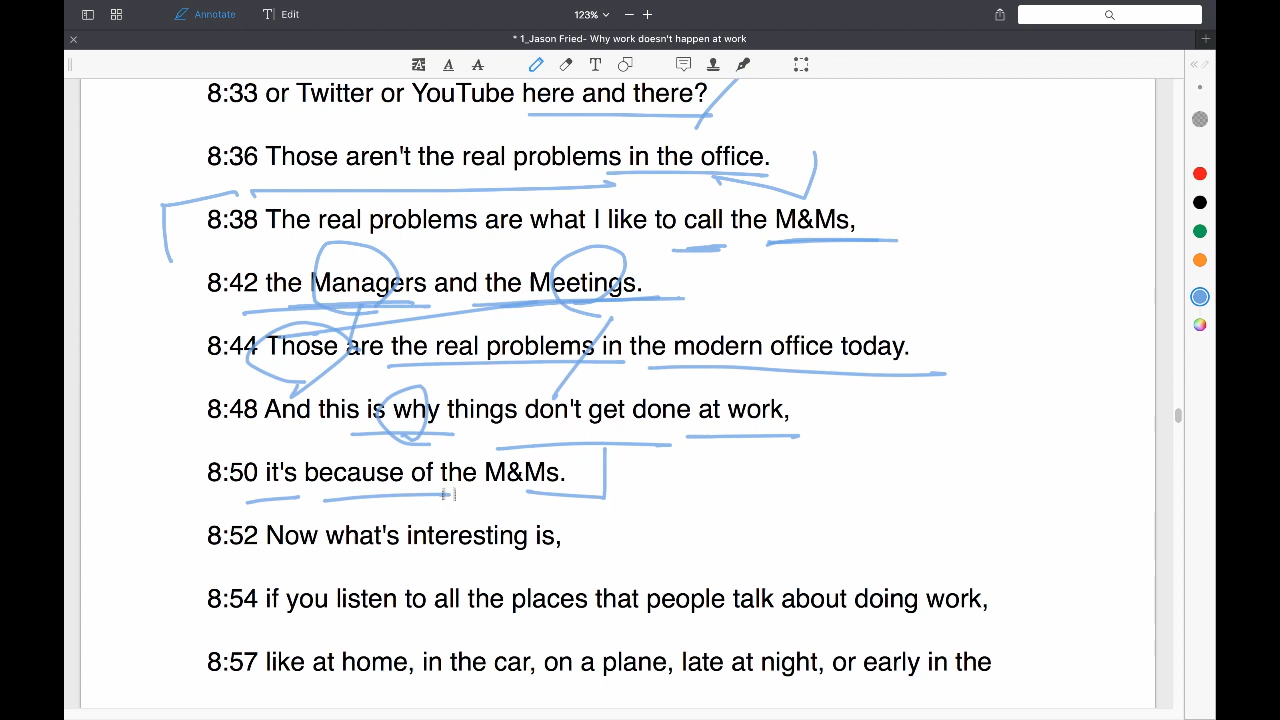 Annotate
Edit
123%
* 1_Jason Fried- Why work doesn't happen at work
8:33 or Twitter or YouTube here and there?
8:36 Those aren't the real problems in the office.
8:38 The real problems are what I like to call the M&Ms,
8:42 the Managers and the Meetings.
8:44 Those are the real problems in the modern office today.
8:48 And this is why things don't get done at work,
8:50 it's because of the M&Ms.
8:52 Now what's interesting is,
8:54 if you listen to all the places that people talk about doing work,
8:57 like at home, in the car, on a plane, late at night, or early in the